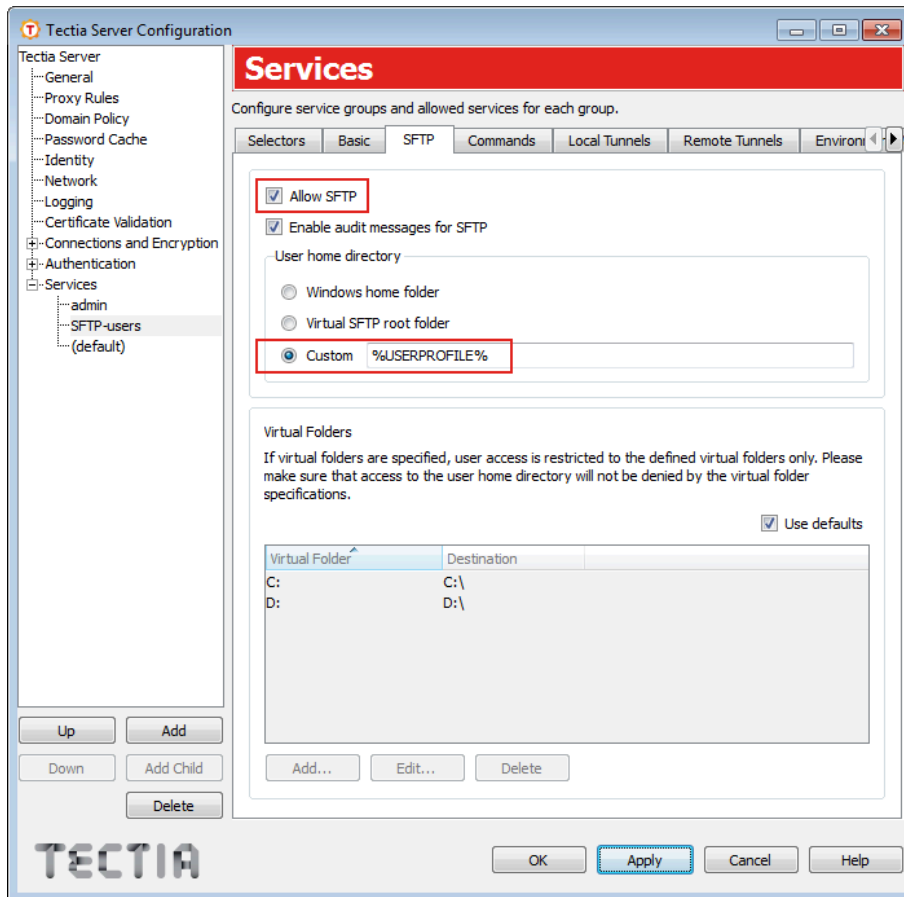 Tectia Server Configuration
Tectia Server
General
Proxy Rules
Domain Policy
Password Cache
Identity
Network
Logging
Certificate Validation
Connections and Encryption
Authentication
Services
admin
SFTP-users
(default)
Up Add
Down Add Child
Delete
TECTIA
Services
Configure service groups and allowed services for each group.
Selectors Basic SFTP Commands Local Tunnels Remote Tunnels Environ
Allow SFTP
Enable audit messages for SFTP
User home directory
Windows home folder
Virtual SFTP root folder
Custom %USERPROFILE%
Virtual Folders
If virtual folders are specified, user access is restricted to the defined virtual folders only. Please
make sure that access to the user home directory will not be denied by the virtual folder
specifications.
Use defaults
Virtual Folder Destination
C: C:\
D: D:\
Add... Edit... Delete
OK Apply Cancel Help